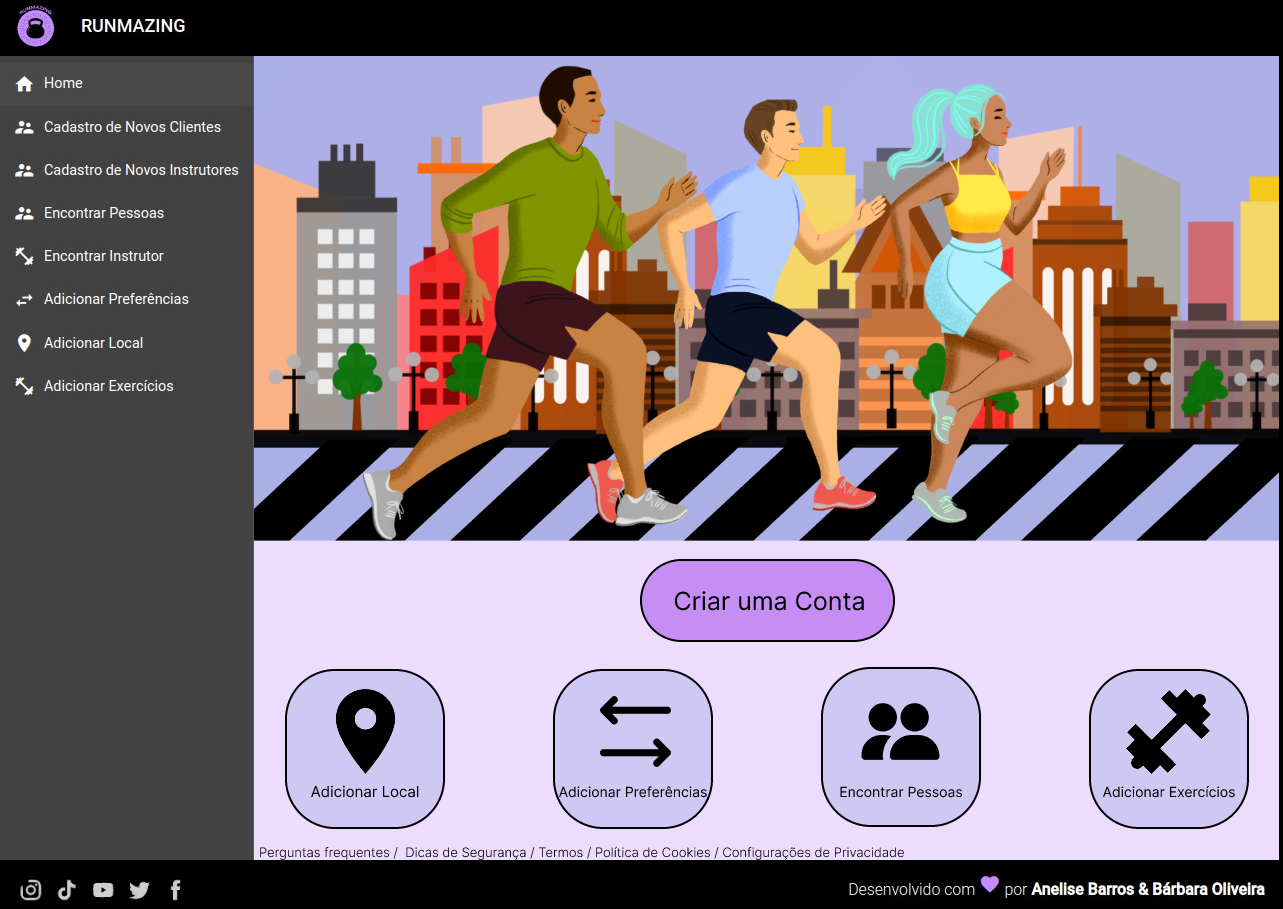 RUNMAZING
RUNMAZING
Home
Cadastro de Novos Clientes
Cadastro de Novos Instrutores
Encontrar Pessoas
Encontrar Instrutor
Adicionar Preferências
Adicionar Local
Adicionar Exercícios
Criar uma Conta
Adicionar Local
Adicionar Preferências
Encontrar Pessoas
Adicionar Exercícios
Perguntas frequentes / Dicas de Segurança / Termos / Política de Cookies / Configurações de Privacidade
Desenvolvido com por Anelise Barros & Bárbara Oliveira